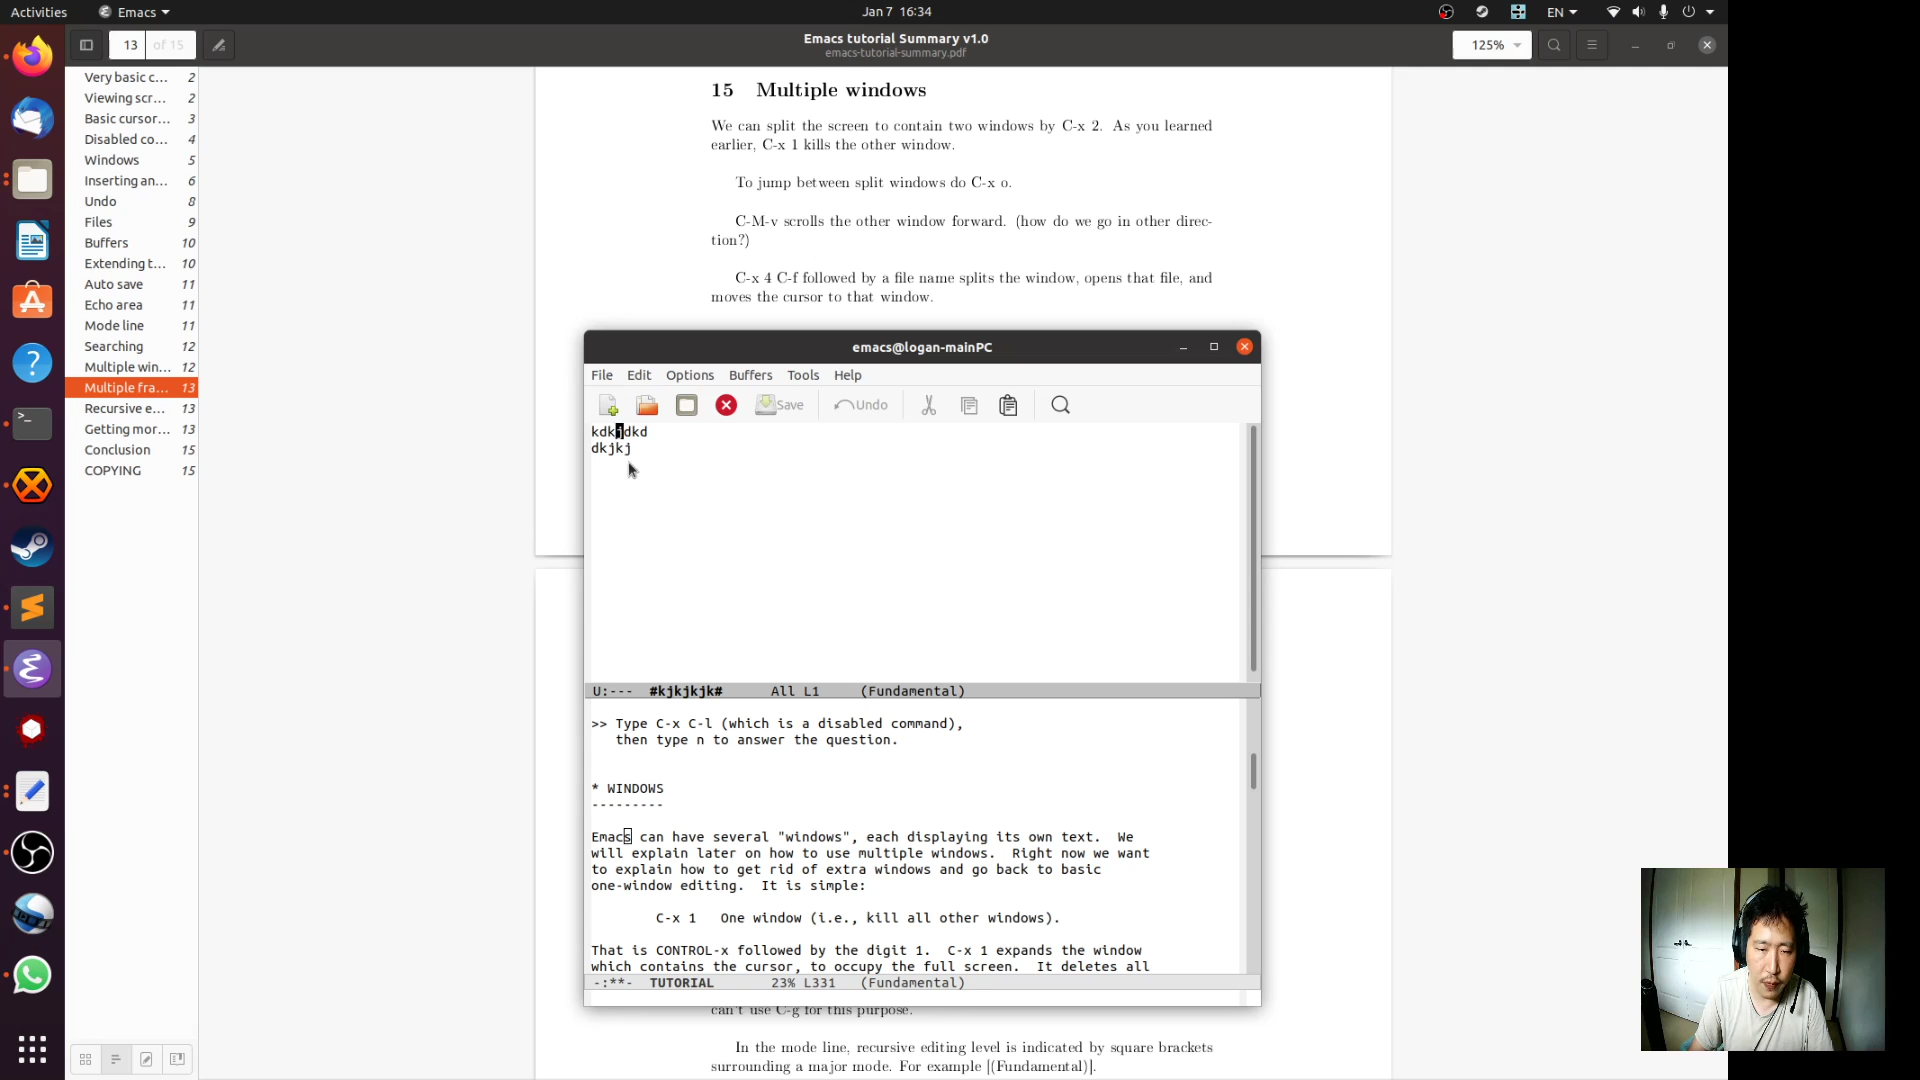 Activities
Emacs
Jan 7 16:34
EN
13 of 15
Emacs tutorial Summary v1.0
emacs-tutorial-summary.pdf
125%
Very basic c... 2
Viewing scr... 2
Basic cursor... 3
Disabled co... 4
Windows 5
Inserting an... 6
Undo 8
Files 9
Buffers 10
Extending t... 10
Auto save 11
Echo area 11
Mode line 11
Searching 12
Multiple win... 12
Multiple fra... 13
Recursive e... 13
Getting mor... 13
Conclusion 15
COPYING 15
15 Multiple windows
We can split the screen to contain two windows by C-x 2. As you learned
earlier, C-x 1 kills the other window.
To jump between split windows do C-x o.
C-M-v scrolls the other window forward. (how do we go in other direc-
tion?)
C-x 4 C-f followed by a file name splits the window, opens that file, and
moves the cursor to that window.
emacs@logan-mainPC
File Edit Options Buffers Tools Help
Save Undo
kdkjdkd
dkjkj
U:--- #kjkjkjk# All L1 (Fundamental)
>> Type C-x C-l (which is a disabled command),
then type n to answer the question.
* WINDOWS
---------
Emacs can have several "windows", each displaying its own text. We
will explain later on how to use multiple windows. Right now we want
to explain how to get rid of extra windows and go back to basic
one-window editing. It is simple:
C-x 1 One window (i.e., kill all other windows).
That is CONTROL-x followed by the digit 1. C-x 1 expands the window
which contains the cursor, to occupy the full screen. It deletes all
-:**- TUTORIAL 23% L331 (Fundamental)
can't use C-g for this purpose.
In the mode line, recursive editing level is indicated by square brackets
surrounding a major mode. For example [(Fundamental)].